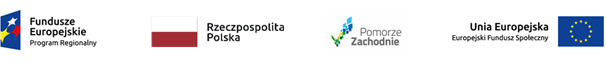 Fundusze
Europejskie
Program Regionalny
Rzeczpospolita
Polska
Pomorze
Zachodnie
Unia Europejska
Europejski Fundusz Społeczny